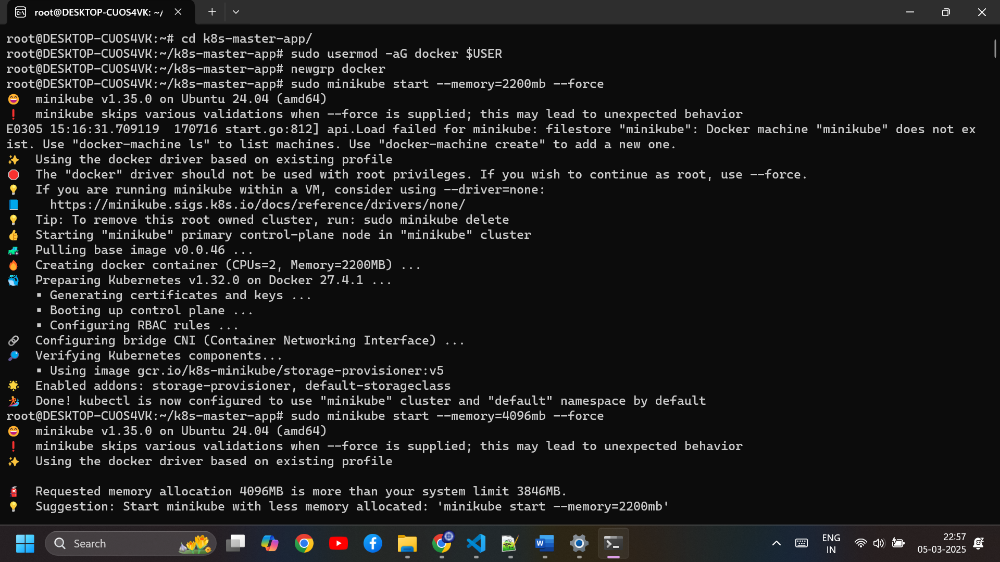 root@DESKTOP-CUOS4VK: ~/
root@DESKTOP-CUOS4VK:~# cd k8s-master-app/
root@DESKTOP-CUOS4VK:~/k8s-master-app# sudo usermod -aG docker $USER
root@DESKTOP-CUOS4VK:~/k8s-master-app# newgrp docker
root@DESKTOP-CUOS4VK:~/k8s-master-app# sudo minikube start --memory=2200mb --force
😄  minikube v1.35.0 on Ubuntu 24.04 (amd64)
❗  minikube skips various validations when --force is supplied; this may lead to unexpected behavior
E0305 15:16:31.709119  170716 start.go:812] api.Load failed for minikube: filestore "minikube": Docker machine "minikube" does not ex
ist. Use "docker-machine ls" to list machines. Use "docker-machine create" to add a new one.
✨  Using the docker driver based on existing profile
🛑  The "docker" driver should not be used with root privileges. If you wish to continue as root, use --force.
💡  If you are running minikube within a VM, consider using --driver=none:
📘    https://minikube.sigs.k8s.io/docs/reference/drivers/none/
💡  Tip: To remove this root owned cluster, run: sudo minikube delete
👍  Starting "minikube" primary control-plane node in "minikube" cluster
🚜  Pulling base image v0.0.46 ...
🔥  Creating docker container (CPUs=2, Memory=2200MB) ...
🐳  Preparing Kubernetes v1.32.0 on Docker 27.4.1 ...
▪ Generating certificates and keys ...
▪ Booting up control plane ...
▪ Configuring RBAC rules ...
🔗  Configuring bridge CNI (Container Networking Interface) ...
🔎  Verifying Kubernetes components...
▪ Using image gcr.io/k8s-minikube/storage-provisioner:v5
🌟  Enabled addons: storage-provisioner, default-storageclass
🏄  Done! kubectl is now configured to use "minikube" cluster and "default" namespace by default
root@DESKTOP-CUOS4VK:~/k8s-master-app# sudo minikube start --memory=4096mb --force
😄  minikube v1.35.0 on Ubuntu 24.04 (amd64)
❗  minikube skips various validations when --force is supplied; this may lead to unexpected behavior
✨  Using the docker driver based on existing profile
🧯  Requested memory allocation 4096MB is more than your system limit 3846MB.
💡  Suggestion: Start minikube with less memory allocated: 'minikube start --memory=2200mb'
Search
ENG
IN
22:57
05-03-2025